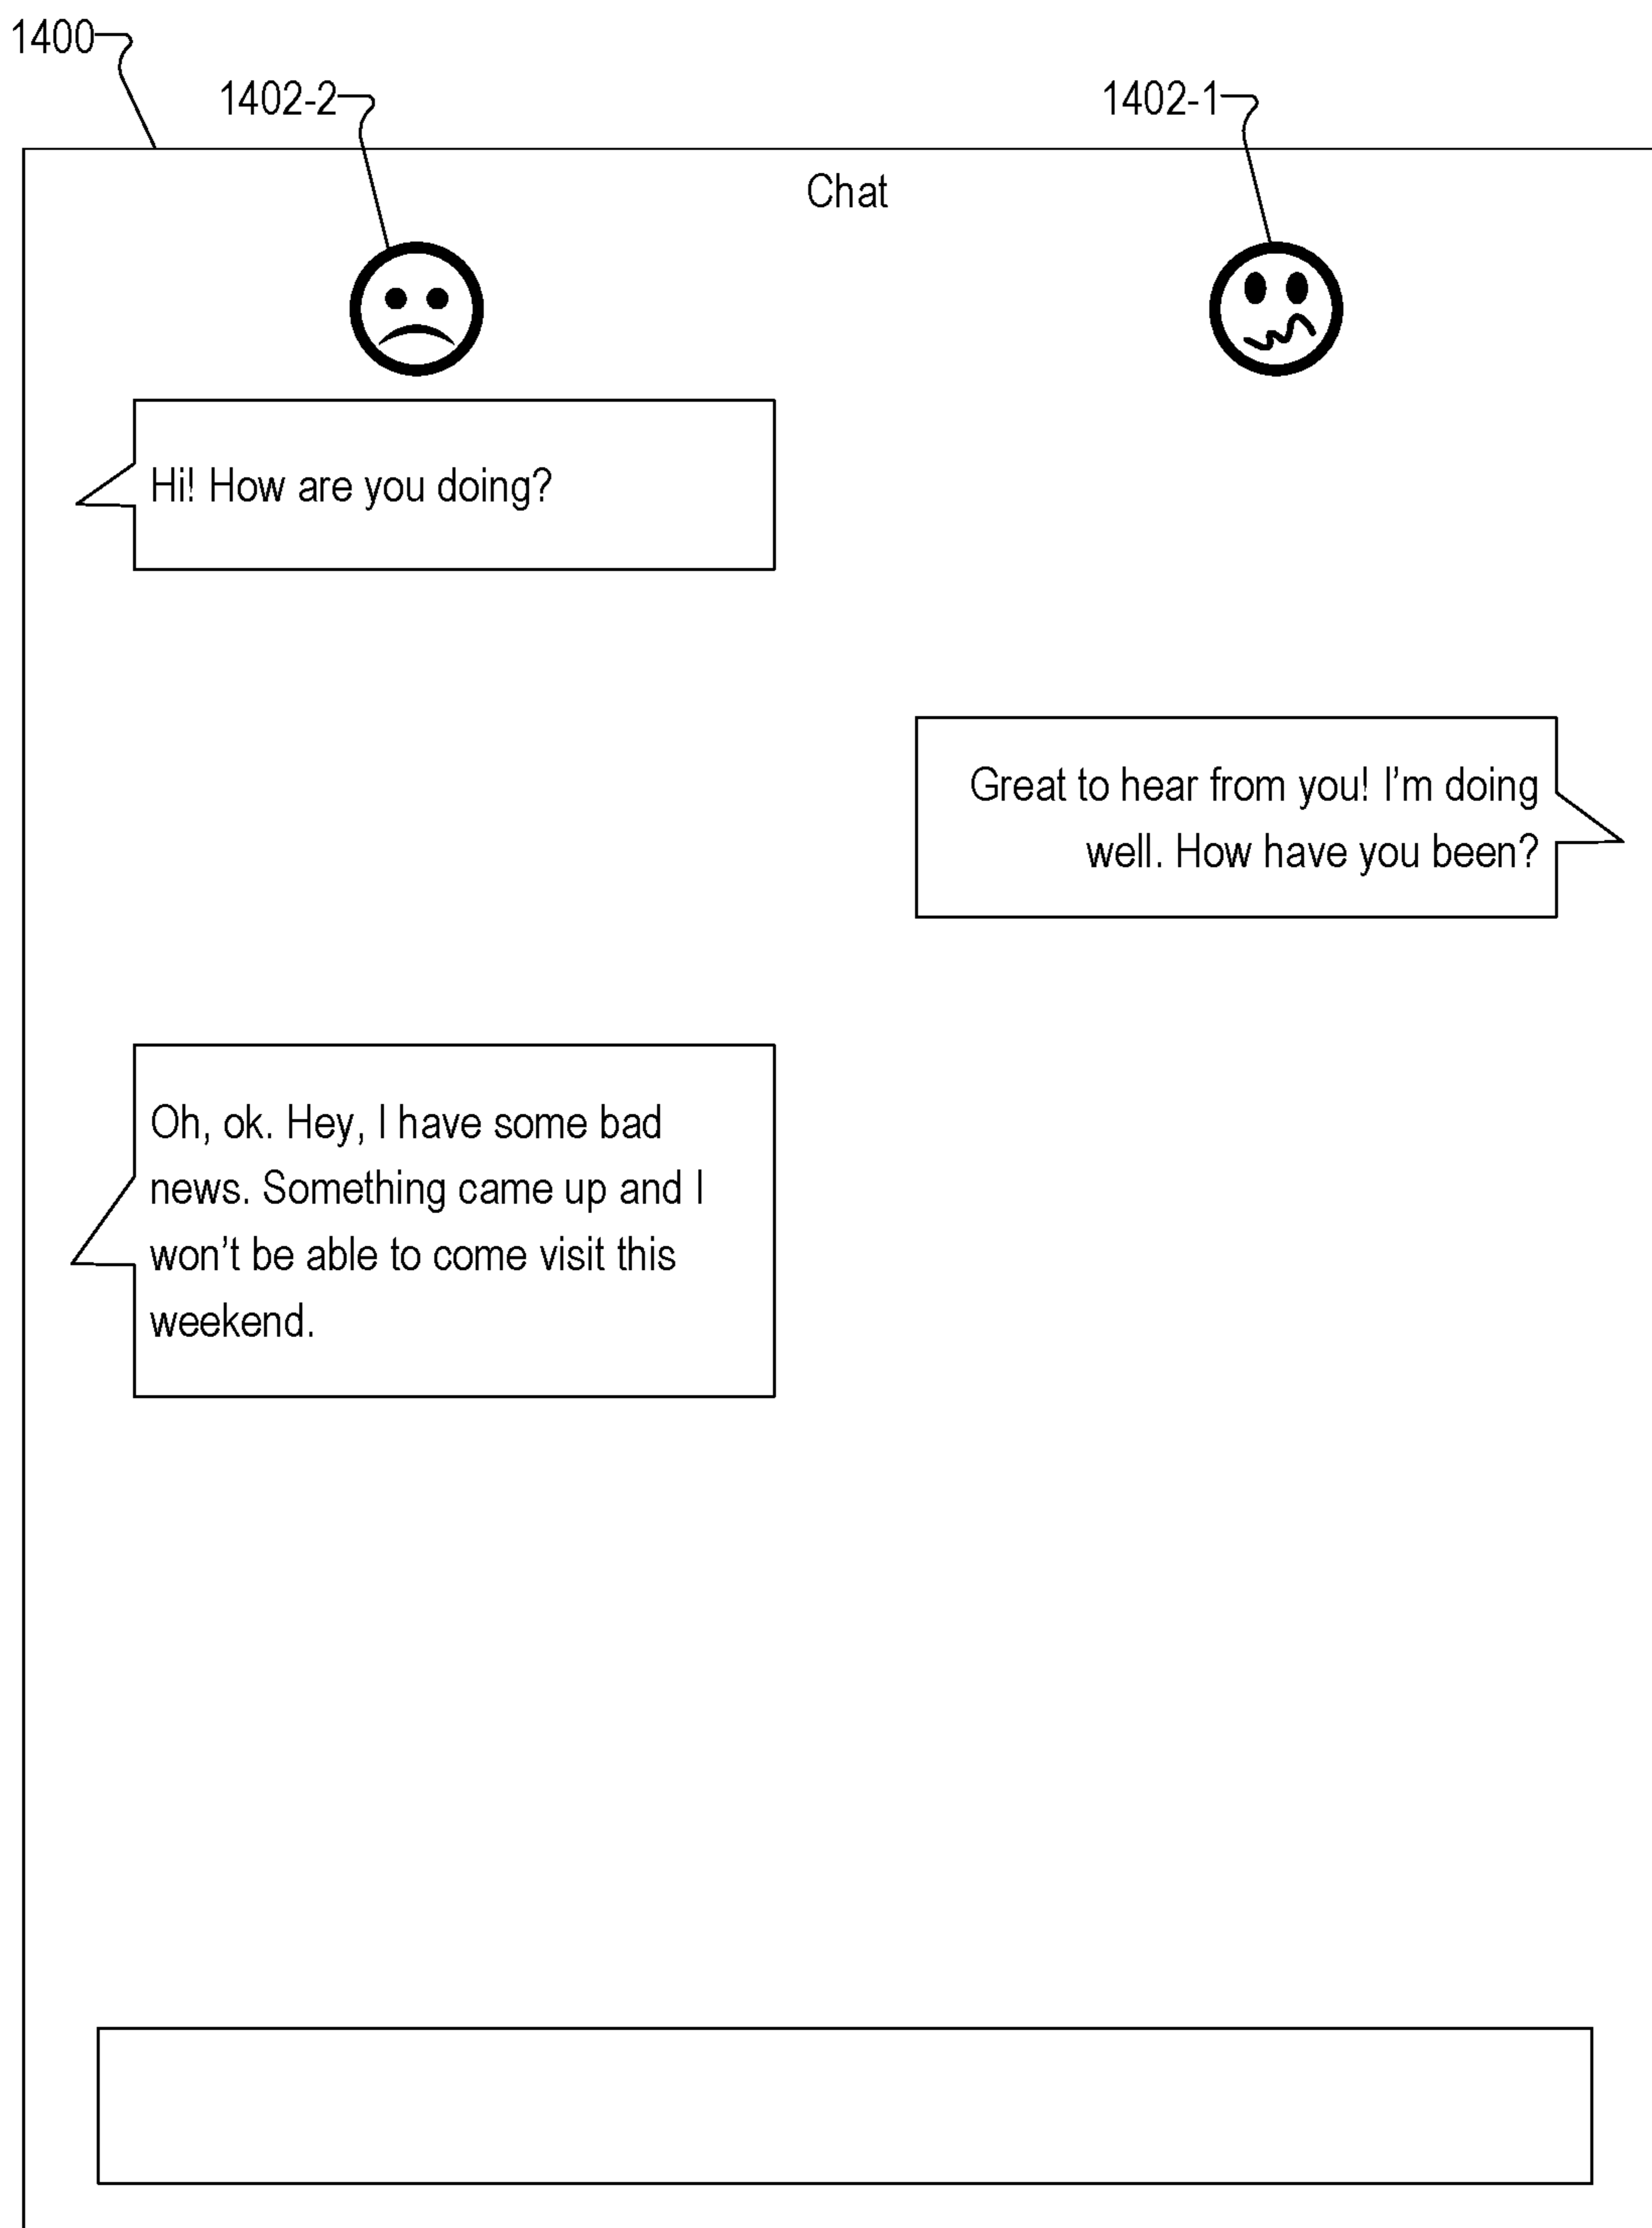 1400
1402-2
1402-1
Chat
Hi! How are you doing?
Great to hear from you! I'm doing
well. How have you been?
Oh, ok. Hey, I have some bad
news. Something came up and I
won't be able to come visit this
weekend.